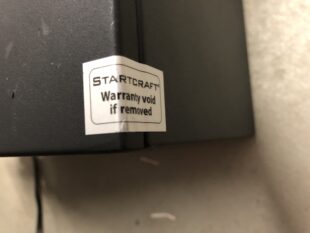 STARTCRAFT
Warranty void
if removed